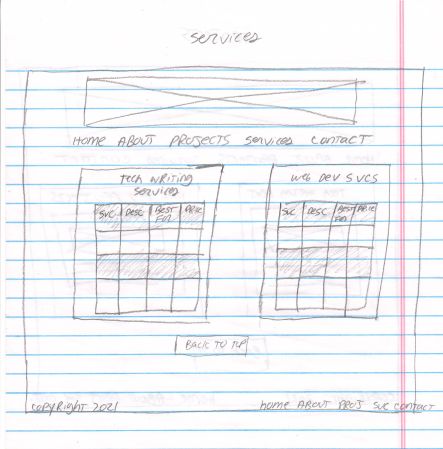 Services
Home ABOUT PROJECTS Services Contact
Tech Writing
Services
SVC DESC BEST PRICE
FOR
Web Dev SVCS
SVC DESC BEST PRICE
FOR
BACK TO TOP
Copyright 2021
home ABOUT PROJ SVC contact